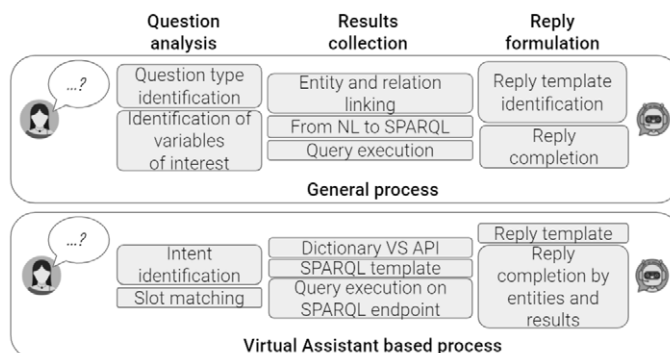 Question
analysis
Results
collection
Reply
formulation
...?
Question type
identification
Identification of
variables
of interest
Entity and relation
linking
From NL to SPARQL
Query execution
Reply template
identification
Reply
completion
General process
...?
Intent
identification
Slot matching
Dictionary VS API
SPARQL template
Query execution on
SPARQL endpoint
Reply template
Reply
completion by
entities and
results
Virtual Assistant based process